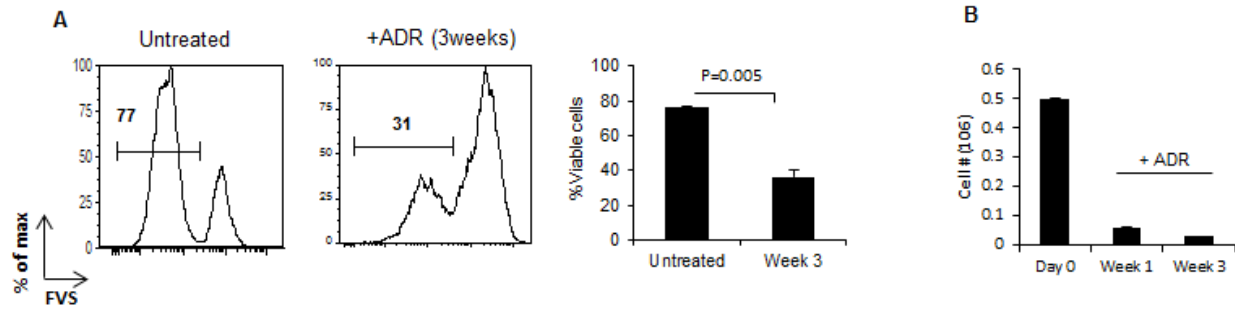 A
Untreated
100
75
50
25
0
77
% of max
FVS
+ADR (3weeks)
100
75
50
25
0
31
100
80
60
40
20
0
% Viable cells
P=0.005
Untreated
Week 3
B
0.6
0.5
0.4
0.3
0.2
0.1
0
Cell # (106)
+ ADR
Day 0
Week 1
Week 3